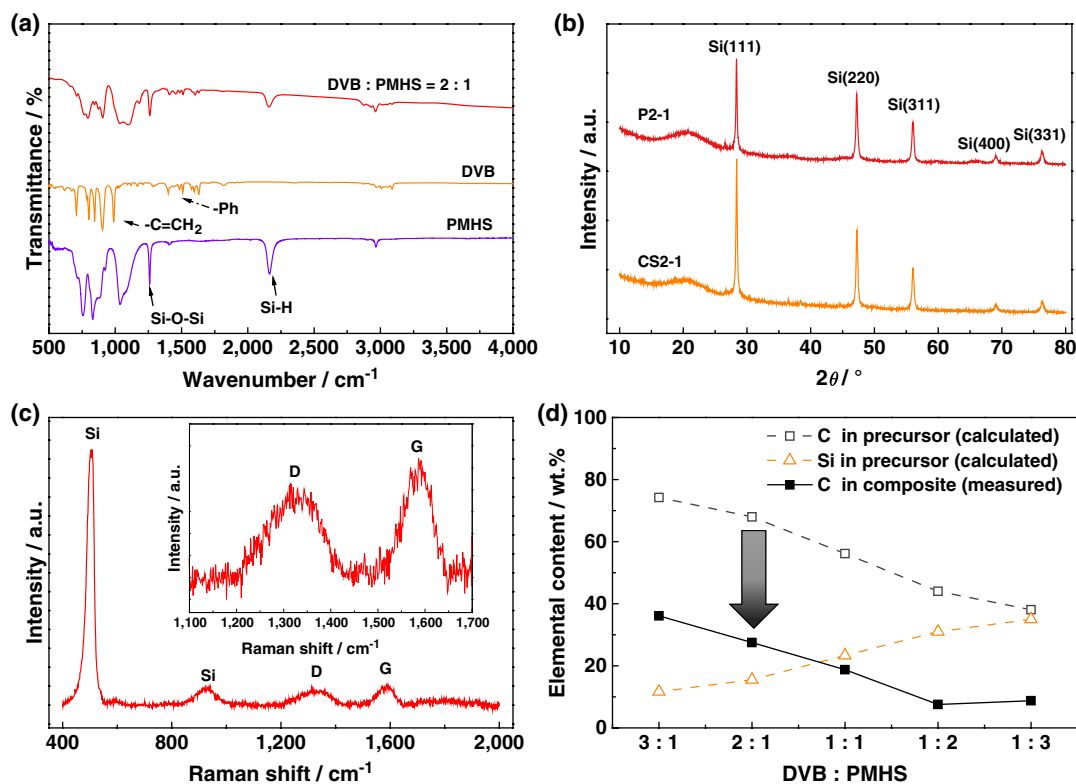 (a)
Transmittance / %
DVB : PMHS = 2 : 1
DVB
-Ph
-C=CH2
PMHS
Si-O-Si
Si-H
500 1,000 1,500 2,000 2,500 3,000 3,500 4,000
Wavenumber / cm-1
(b)
Intensity / a.u.
Si(111)
Si(220)
Si(311)
Si(400)
Si(331)
P2-1
CS2-1
10 20 30 40 50 60 70 80
2θ / °
(c)
Intensity / a.u.
Si
Si
D
G
400 800 1,200 1,600 2,000
Raman shift / cm-1
Intensity / a.u.
D
G
1,100 1,200 1,300 1,400 1,500 1,600 1,700
Raman shift / cm-1
(d)
Elemental content / wt.%
100
80
60
40
20
0
C in precursor (calculated)
Si in precursor (calculated)
C in composite (measured)
3 : 1 2 : 1 1 : 1 1 : 2 1 : 3
DVB : PMHS